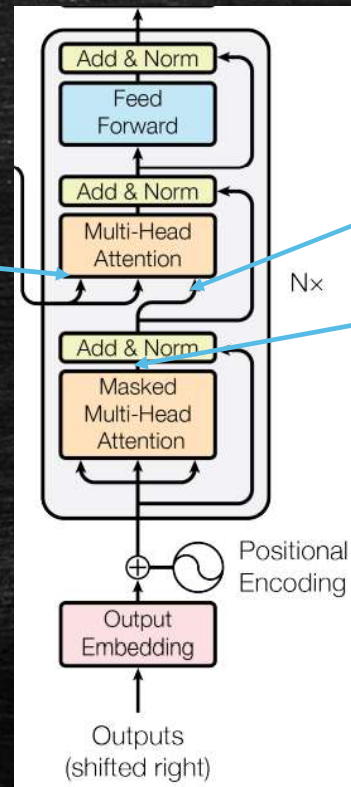 Add & Norm
Feed
Forward
Add & Norm
Multi-Head
Attention
N×
Add & Norm
Masked
Multi-Head
Attention
Positional
Encoding
Output
Embedding
Outputs
(shifted right)